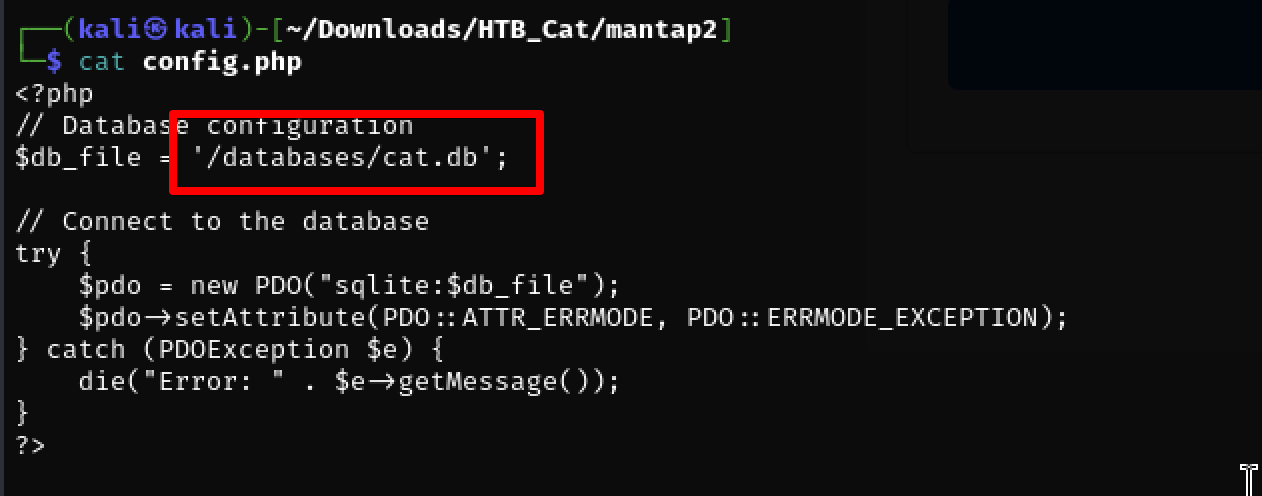 ┌──(kali㉿kali)-[~/Downloads/HTB_Cat/mantap2]
└─$ cat config.php
<?php
// Database configuration
$db_file = '/databases/cat.db';

// Connect to the database
try {
    $pdo = new PDO("sqlite:$db_file");
    $pdo->setAttribute(PDO::ATTR_ERRMODE, PDO::ERRMODE_EXCEPTION);
} catch (PDOException $e) {
    die("Error: " . $e->getMessage());
}
?>